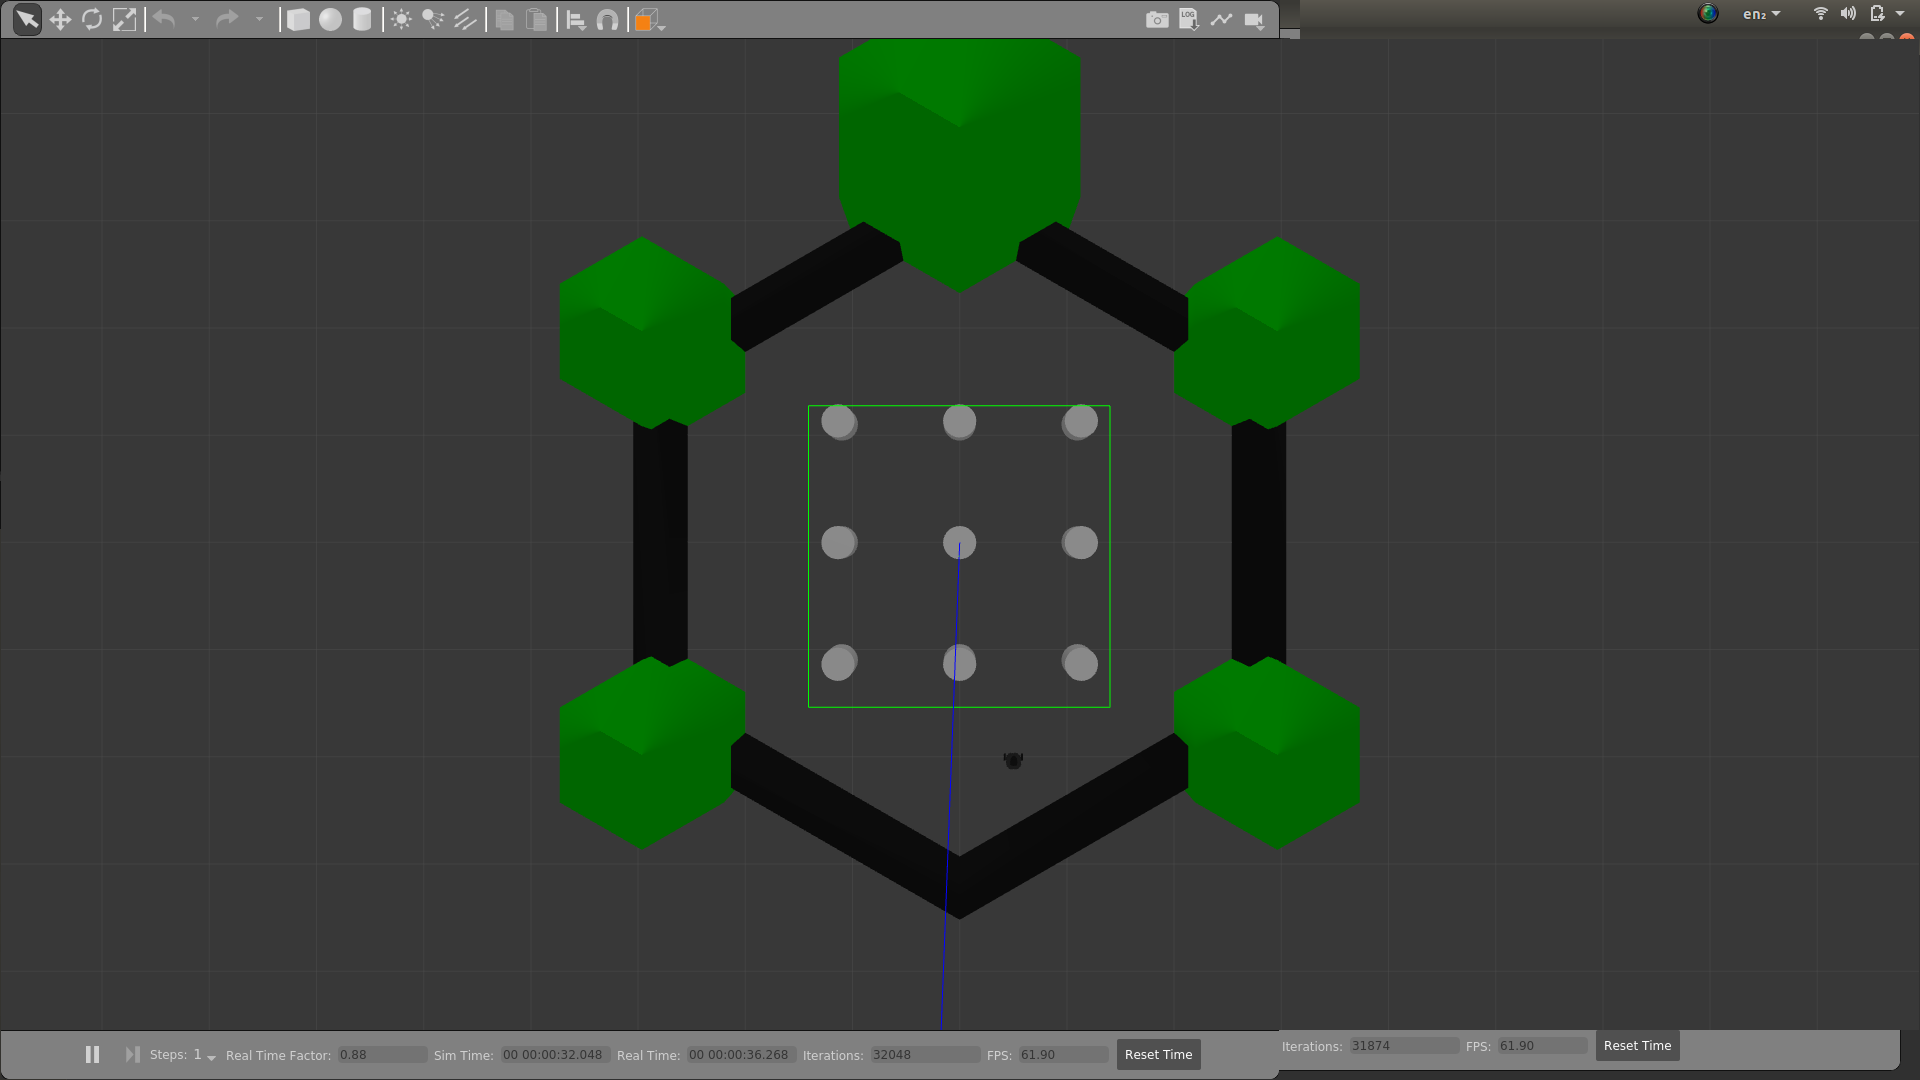 LOG
en₂
Steps: 1 Real Time Factor: 0.88 Sim Time: 00 00:00:32.048 Real Time: 00 00:00:36.268 Iterations: 32048 FPS: 61.90 Reset Time
Iterations: 31874 FPS: 61.90 Reset Time